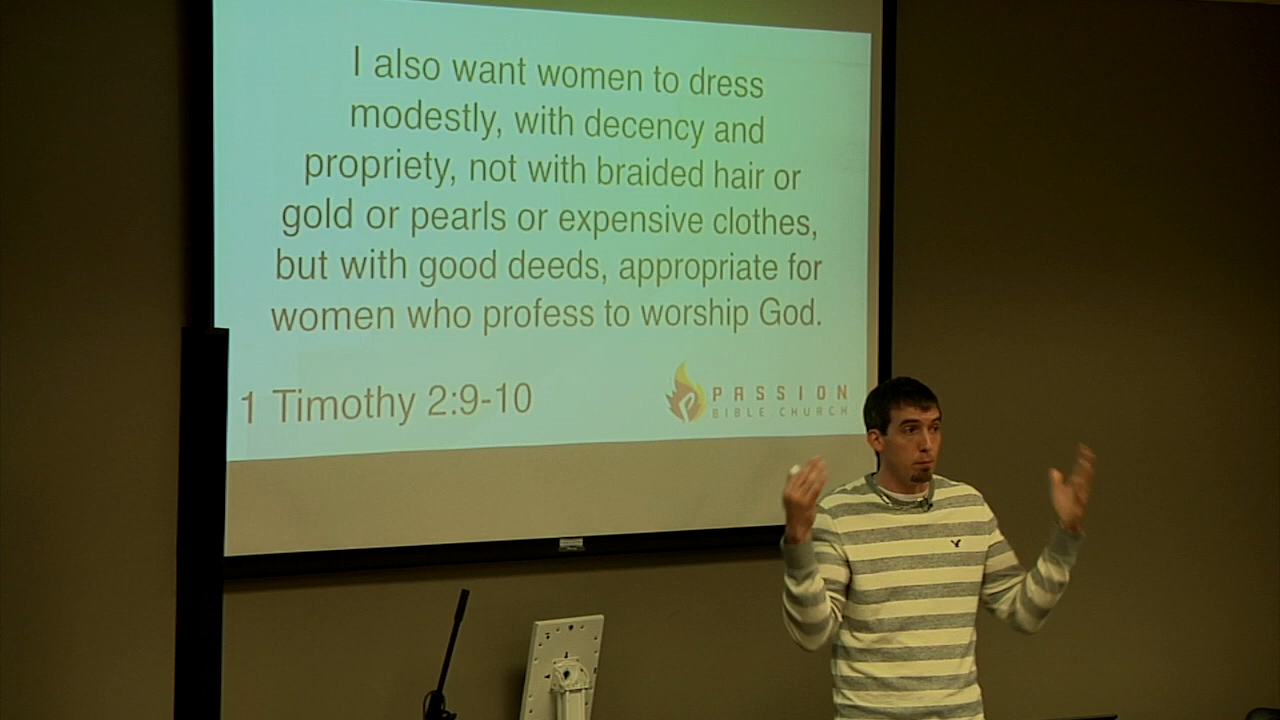 I also want women to dress
modestly, with decency and
propriety, not with braided hair or
gold or pearls or expensive clothes,
but with good deeds, appropriate for
women who profess to worship God.
1 Timothy 2:9-10
PASSION
BIBLE CHURCH